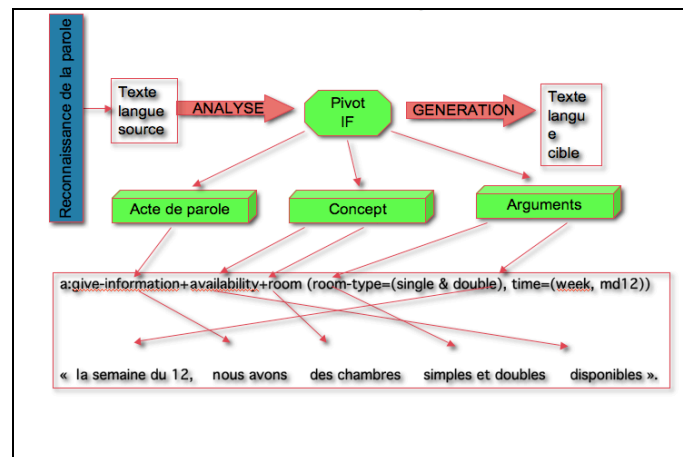 Reconnaissance de la parole
Texte
langue
source
ANALYSE
Pivot
IF
GENERATION
Texte
langu
e
cible
Acte de parole
Concept
Arguments
a:give-information+availability+room (room-type=(single & double), time=(week, md12))
« la semaine du 12, nous avons des chambres simples et doubles disponibles ».